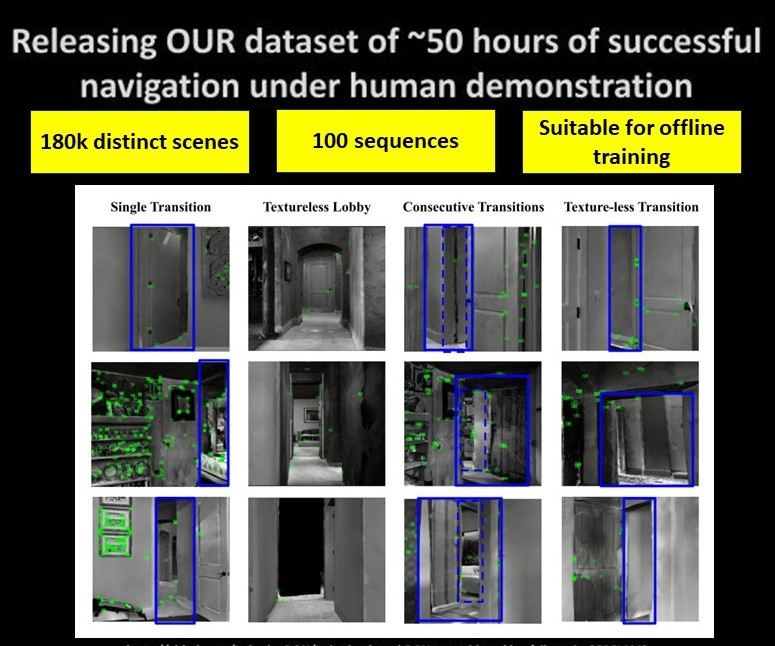 Releasing OUR dataset of ~50 hours of successful
navigation under human demonstration
180k distinct scenes
100 sequences
Suitable for offline
training
Single Transition
Textureless Lobby
Consecutive Transitions
Texture-less Transition